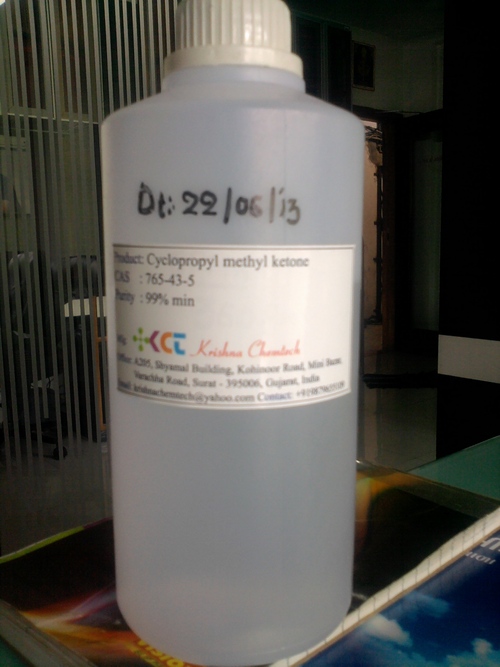 Dt: 22/06/13
Product: Cyclopropyl methyl ketone
CAS : 765-43-5
Purity : 99% min
Mfg: KCT Krishna Chemtech
Office: A205, Shyamal Building, Kohinoor Road, Mini Bazar,
Varachha Road, Surat - 395006, Gujarat, India
Email: krishnachemtech@yahoo.com Contact: